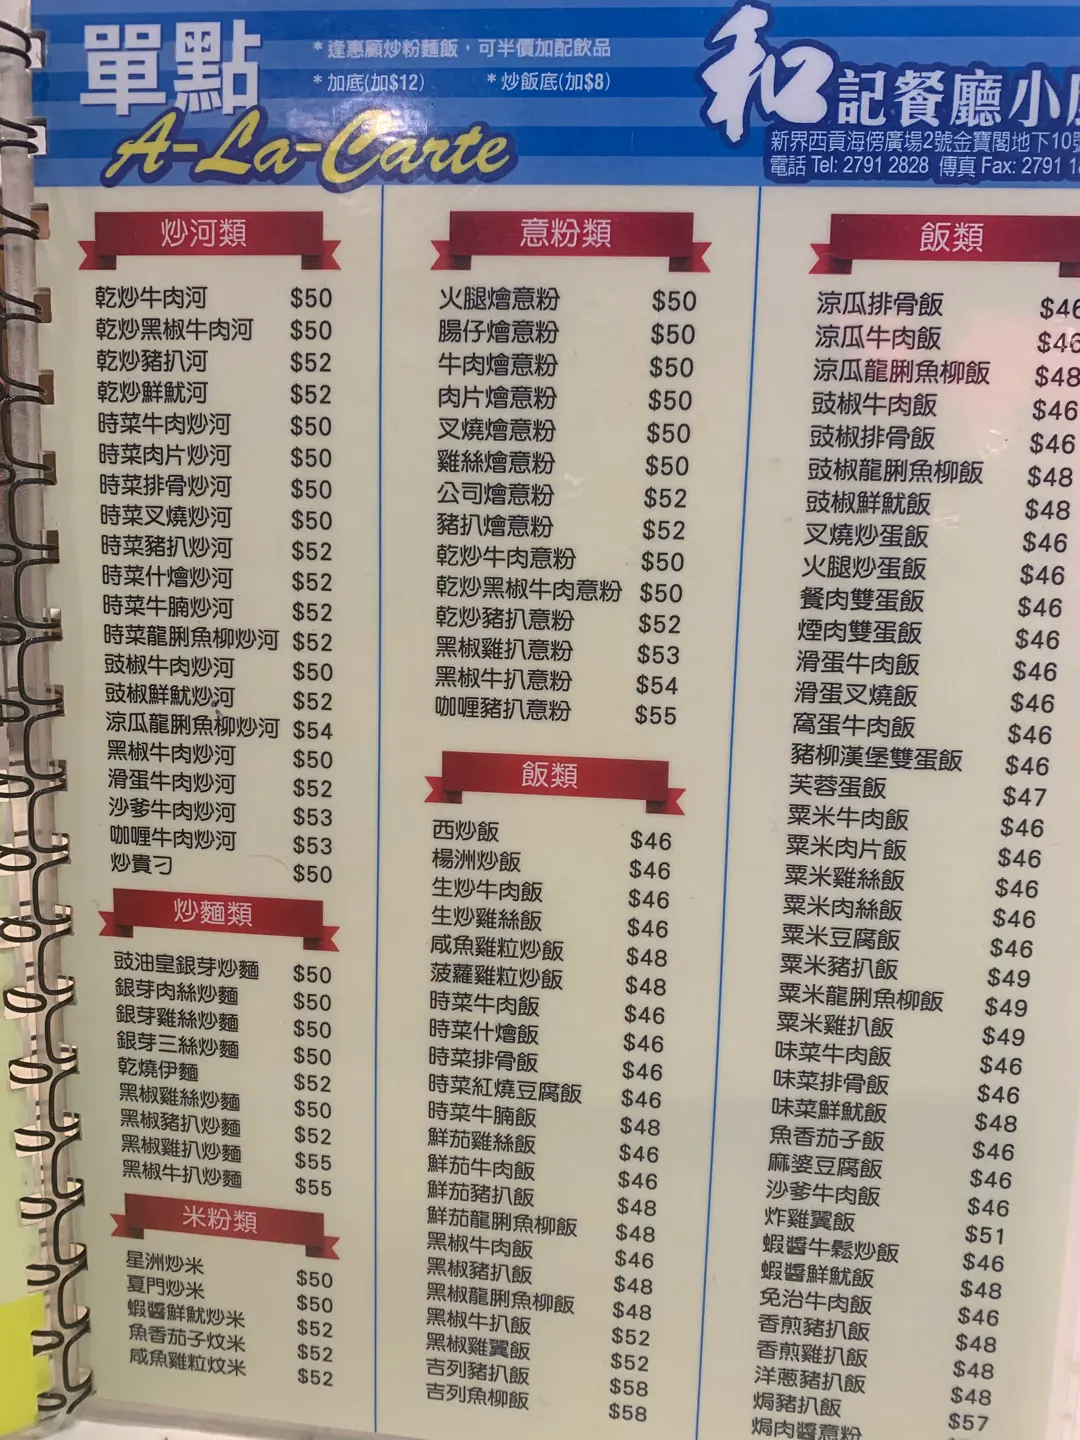 單點
A-La-Carte
*逢惠顧炒粉麵飯，可半價加配飲品
*加底(加$12) *炒飯底(加$8)
和記餐廳小
新界西貢海傍廣場2號金寶閣地下10號
電話 Tel: 2791 2828 傳真 Fax: 2791
炒河類
乾炒牛肉河 $50
乾炒黑椒牛肉河 $50
乾炒豬扒河 $52
乾炒鮮魷河 $52
時菜牛肉炒河 $50
時菜肉片炒河 $50
時菜排骨炒河 $50
時菜叉燒炒河 $50
時菜豬扒炒河 $52
時菜什燴炒河 $52
時菜牛腩炒河 $52
時菜龍脷魚柳炒河 $52
豉椒牛肉炒河 $50
豉椒鮮魷炒河 $52
涼瓜龍脷魚柳炒河 $54
黑椒牛肉炒河 $50
滑蛋牛肉炒河 $52
沙爹牛肉炒河 $53
咖喱牛肉炒河 $53
炒貴刁 $50
炒麵類
豉油皇銀芽炒麵 $50
銀芽肉絲炒麵 $50
銀芽雞絲炒麵 $50
銀芽三絲炒麵 $50
乾燒伊麵 $52
黑椒雞絲炒麵 $50
黑椒豬扒炒麵 $52
黑椒雞扒炒麵 $55
黑椒牛扒炒麵 $55
米粉類
星洲炒米 $50
夏門炒米 $50
蝦醬鮮魷炒米 $52
魚香茄子炆米 $52
咸魚雞粒炆米 $52
意粉類
火腿燴意粉 $50
腸仔燴意粉 $50
牛肉燴意粉 $50
肉片燴意粉 $50
叉燒燴意粉 $50
雞絲燴意粉 $50
公司燴意粉 $52
豬扒燴意粉 $52
乾炒牛肉意粉 $50
乾炒黑椒牛肉意粉 $50
乾炒豬扒意粉 $52
黑椒雞扒意粉 $53
黑椒牛扒意粉 $54
咖喱豬扒意粉 $55
飯類
西炒飯 $46
楊洲炒飯 $46
生炒牛肉飯 $46
生炒雞絲飯 $46
咸魚雞粒炒飯 $48
菠蘿雞粒炒飯 $48
時菜牛肉飯 $46
時菜什燴飯 $46
時菜排骨飯 $46
時菜紅燒豆腐飯 $46
時菜牛腩飯 $48
鮮茄雞絲飯 $46
鮮茄牛肉飯 $46
鮮茄豬扒飯 $48
鮮茄龍脷魚柳飯 $48
黑椒牛肉飯 $46
黑椒豬扒飯 $48
黑椒龍脷魚柳飯 $48
黑椒牛扒飯 $52
黑椒雞翼飯 $52
吉列豬扒飯 $58
吉列魚柳飯 $58
飯類
涼瓜排骨飯 $46
涼瓜牛肉飯 $46
涼瓜龍脷魚柳飯 $48
豉椒牛肉飯 $46
豉椒排骨飯 $46
豉椒龍脷魚柳飯 $48
豉椒鮮魷飯 $48
叉燒炒蛋飯 $46
火腿炒蛋飯 $46
餐肉雙蛋飯 $46
煙肉雙蛋飯 $46
滑蛋牛肉飯 $46
滑蛋叉燒飯 $46
窩蛋牛肉飯 $46
豬柳漢堡雙蛋飯 $46
芙蓉蛋飯 $47
粟米牛肉飯 $46
粟米肉片飯 $46
粟米雞絲飯 $46
粟米肉絲飯 $46
粟米豆腐飯 $46
粟米豬扒飯 $49
粟米龍脷魚柳飯 $49
粟米雞扒飯 $49
味菜牛肉飯 $46
味菜排骨飯 $46
味菜鮮魷飯 $48
魚香茄子飯 $46
麻婆豆腐飯 $46
沙爹牛肉飯 $46
炸雞翼飯 $51
蝦醬牛鬆炒飯 $46
蝦醬鮮魷飯 $48
免治牛肉飯 $46
香煎豬扒飯 $48
香煎雞扒飯 $48
洋蔥豬扒飯 $48
焗豬扒飯 $57
焗肉醬意粉